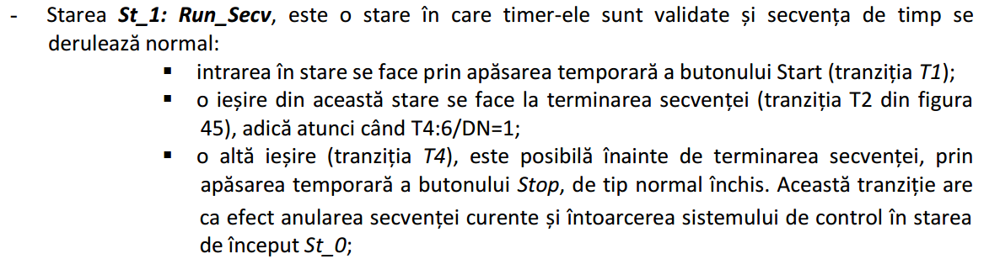 - Starea St_1: Run_Secv, este o stare în care timer-ele sunt validate și secvența de timp se
derulează normal:
▪ intrarea în stare se face prin apăsarea temporară a butonului Start (tranziția T1);
▪ o ieșire din această stare se face la terminarea secvenței (tranziția T2 din figura
45), adică atunci când T4:6/DN=1;
▪ o altă ieșire (tranziția T4), este posibilă înainte de terminarea secvenței, prin
apăsarea temporară a butonului Stop, de tip normal închis. Această tranziție are
ca efect anularea secvenței curente și întoarcerea sistemului de control în starea
de început St_0;